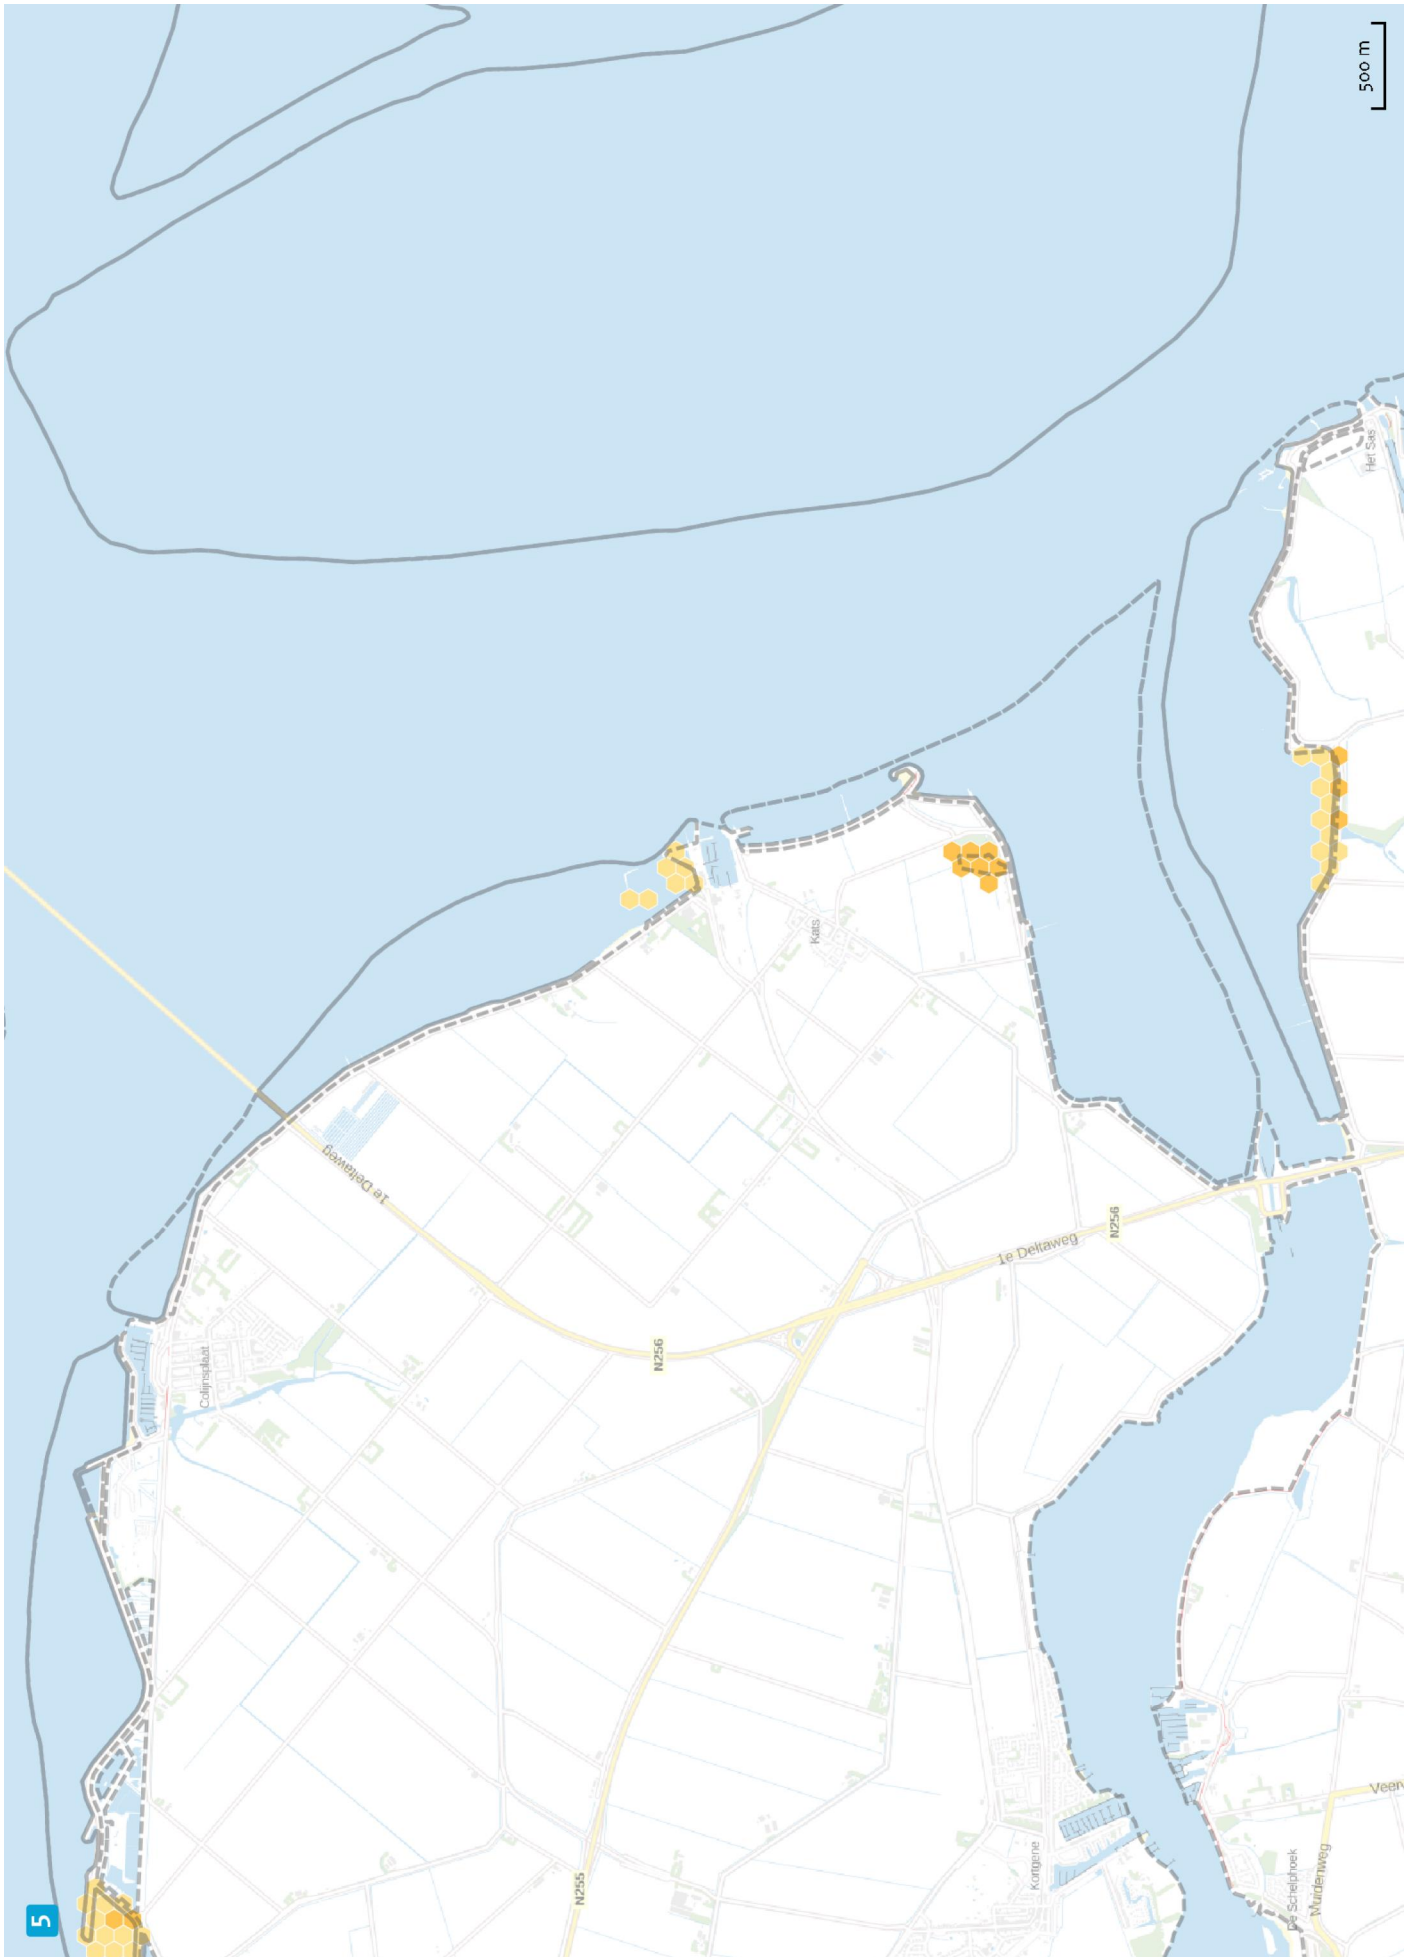 500 m
Het Sas
Kats
1e Deltaweg
N256
1e Deltaweg
Colijnsplaat
N256
Kortgene
N255
Muidenweg
De Schelphoek
5